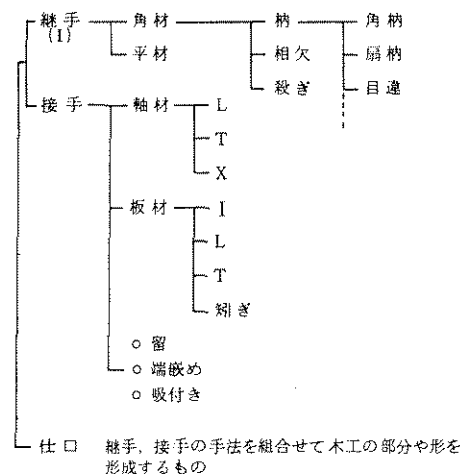 継手 角材 柄 角柄
(I)
平材 相欠 扇柄
殺ぎ 目違
接手 軸材 L
T
X
板材 I
L
T
矧ぎ
○ 留
○ 端嵌め
○ 吸付き
仕口 継手，接手の手法を組合せて木工の部分や形を
形成するもの